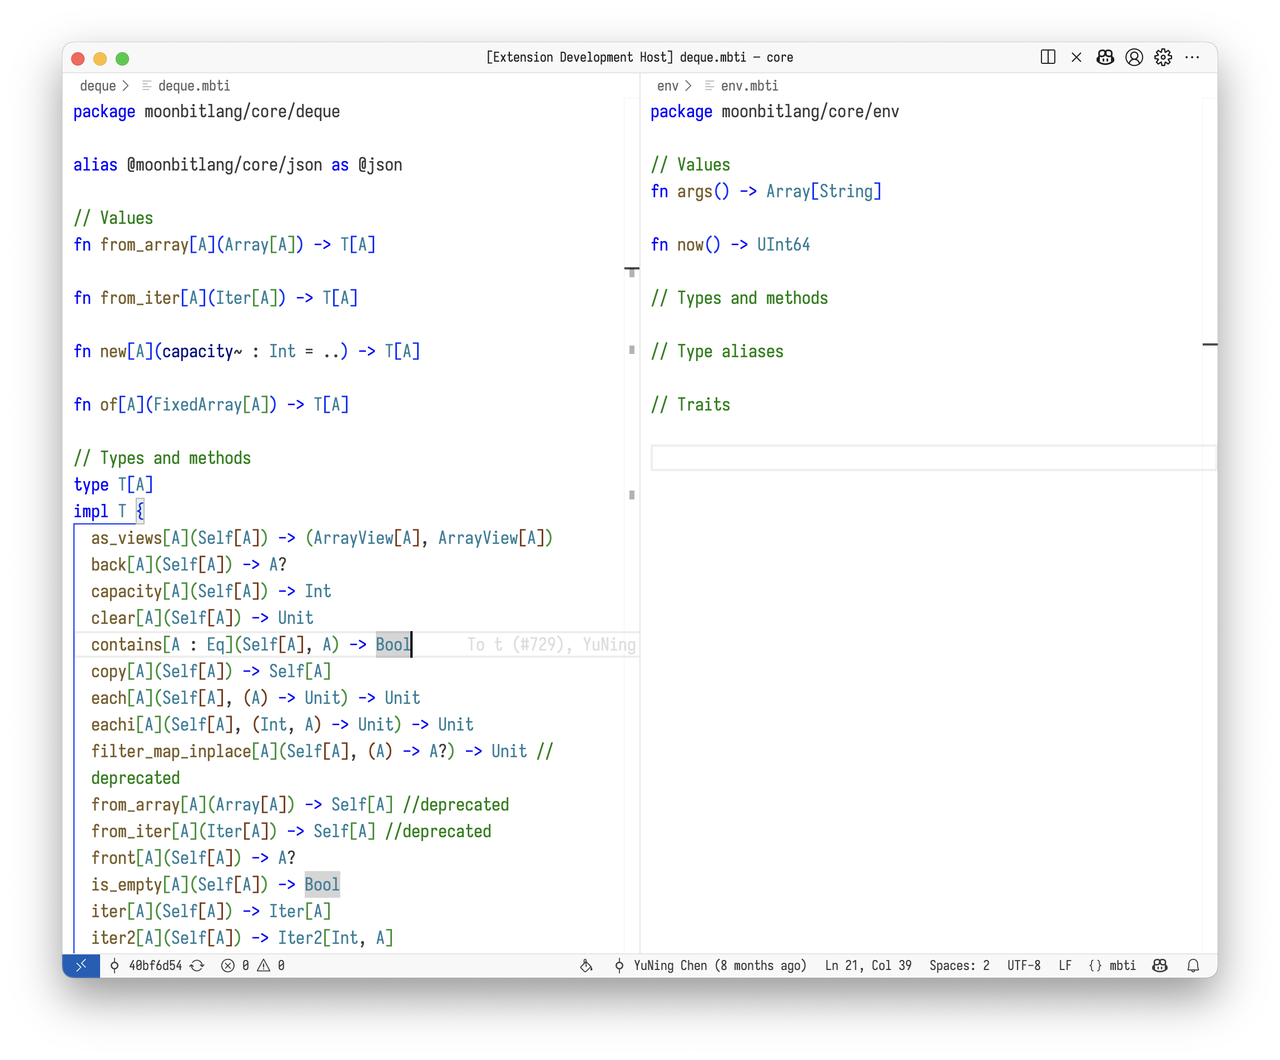 [Extension Development Host] deque.mbti — core
deque > deque.mbti
package moonbitlang/core/deque
alias @moonbitlang/core/json as @json
// Values
fn from_array[A](Array[A]) -> T[A]
fn from_iter[A](Iter[A]) -> T[A]
fn new[A](capacity~ : Int = ..) -> T[A]
fn of[A](FixedArray[A]) -> T[A]
// Types and methods
type T[A]
impl T {
as_views[A](Self[A]) -> (ArrayView[A], ArrayView[A])
back[A](Self[A]) -> A?
capacity[A](Self[A]) -> Int
clear[A](Self[A]) -> Unit
contains[A : Eq](Self[A], A) -> Bool To t (#729), YuNing
copy[A](Self[A]) -> Self[A]
each[A](Self[A], (A) -> Unit) -> Unit
eachi[A](Self[A], (Int, A) -> Unit) -> Unit
filter_map_inplace[A](Self[A], (A) -> A?) -> Unit //
deprecated
from_array[A](Array[A]) -> Self[A] //deprecated
from_iter[A](Iter[A]) -> Self[A] //deprecated
front[A](Self[A]) -> A?
is_empty[A](Self[A]) -> Bool
iter[A](Self[A]) -> Iter[A]
iter2[A](Self[A]) -> Iter2[Int, A]
env > env.mbti
package moonbitlang/core/env
// Values
fn args() -> Array[String]
fn now() -> UInt64
// Types and methods
// Type aliases
// Traits
40bf6d54 0 0 YuNing Chen (8 months ago) Ln 21, Col 39 Spaces: 2 UTF-8 LF {} mbti